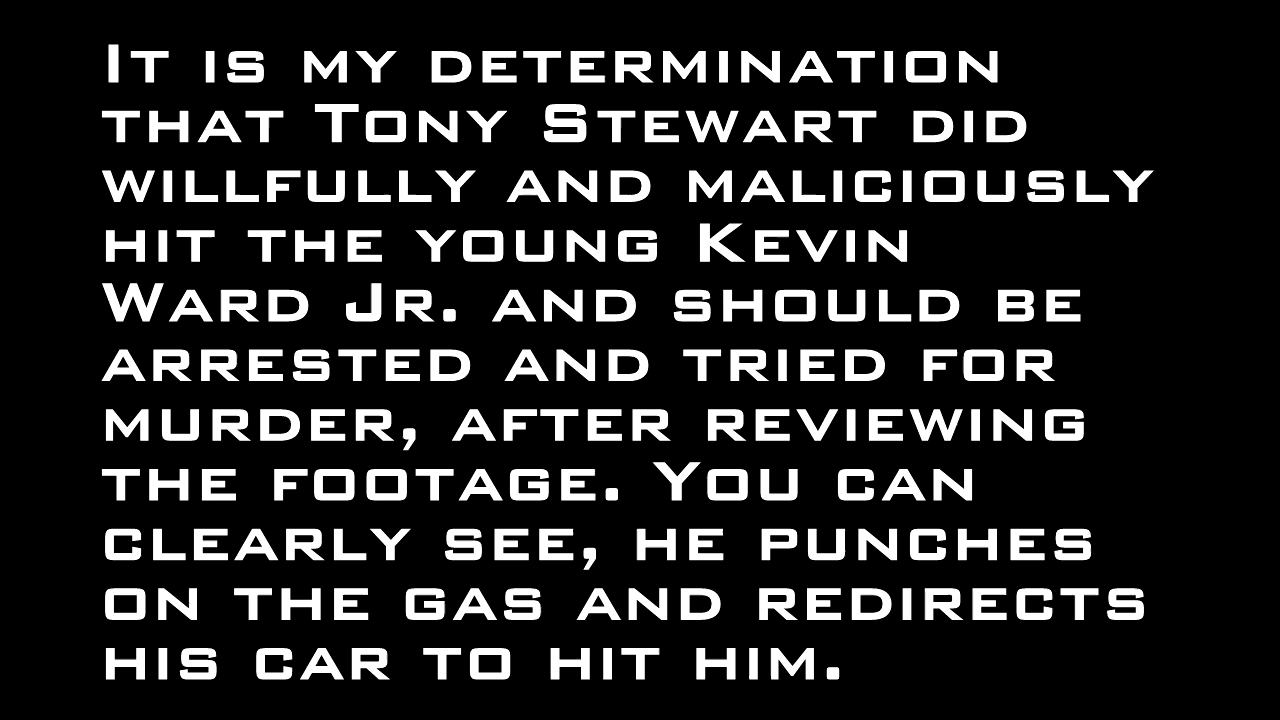 It is my determination
that Tony Stewart did
willfully and maliciously
hit the young Kevin
Ward Jr. and should be
arrested and tried for
murder, after reviewing
the footage. You can
clearly see, he punches
on the gas and redirects
his car to hit him.